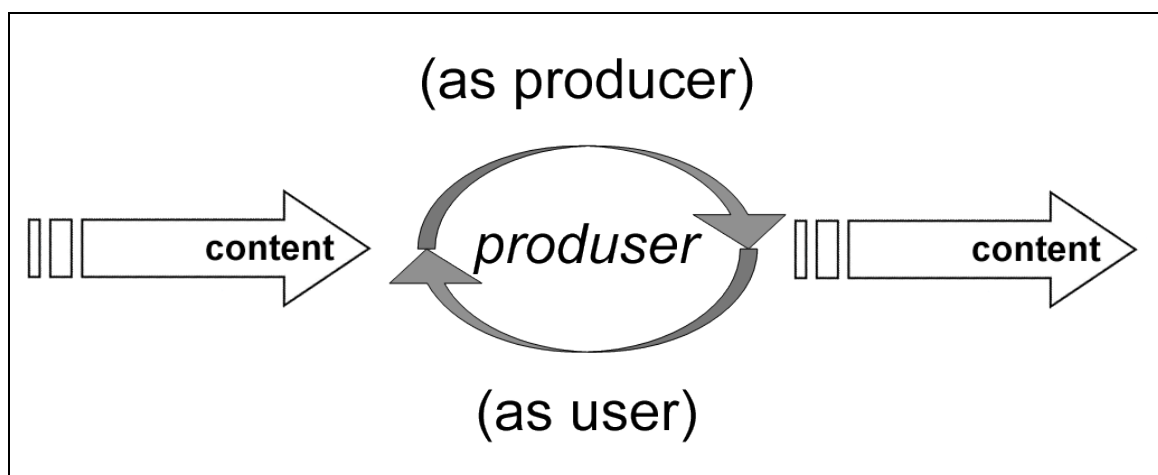 (as producer)
content
produser
content
(as user)